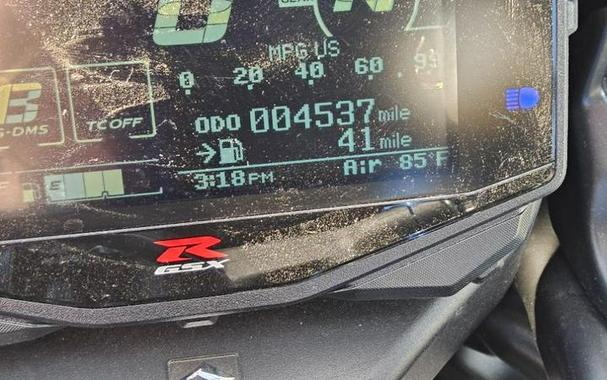 0 N
MPG US
0 20 40 60
B
S-DMS
TC OFF
ODO 004537 mile
41 mile
E
3:18 PM Air 85°F
R
GSX